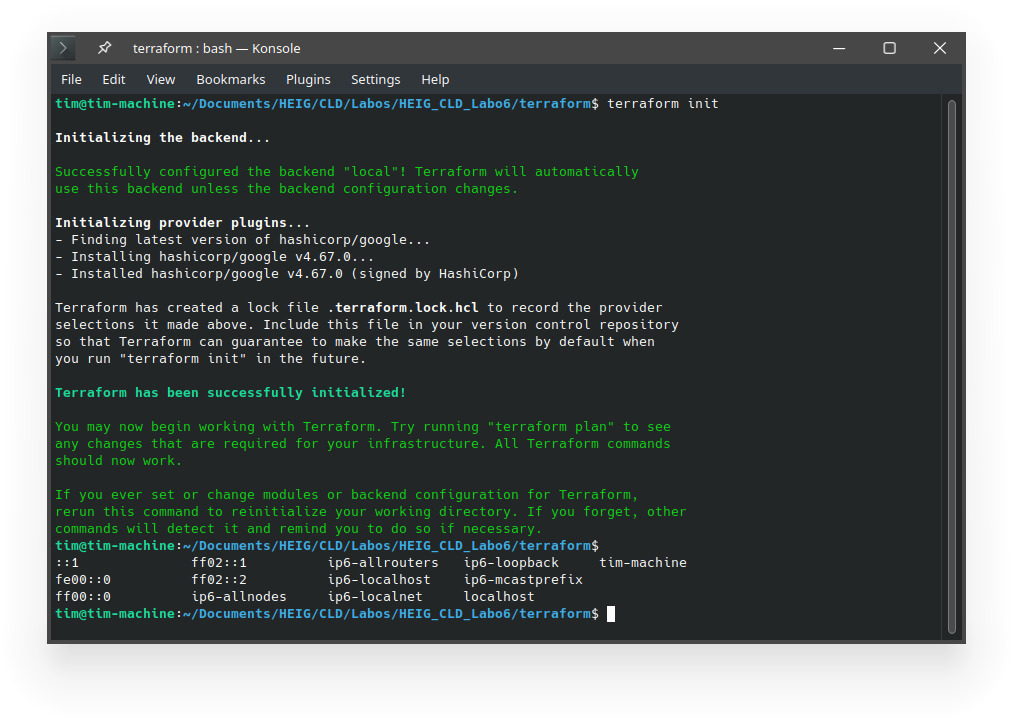 terraform : bash — Konsole
File Edit View Bookmarks Plugins Settings Help
tim@tim-machine:~/Documents/HEIG/CLD/Labos/HEIG_CLD_Labo6/terraform$ terraform init
Initializing the backend...
Successfully configured the backend "local"! Terraform will automatically
use this backend unless the backend configuration changes.
Initializing provider plugins...
- Finding latest version of hashicorp/google...
- Installing hashicorp/google v4.67.0...
- Installed hashicorp/google v4.67.0 (signed by HashiCorp)
Terraform has created a lock file .terraform.lock.hcl to record the provider
selections it made above. Include this file in your version control repository
so that Terraform can guarantee to make the same selections by default when
you run "terraform init" in the future.
Terraform has been successfully initialized!
You may now begin working with Terraform. Try running "terraform plan" to see
any changes that are required for your infrastructure. All Terraform commands
should now work.
If you ever set or change modules or backend configuration for Terraform,
rerun this command to reinitialize your working directory. If you forget, other
commands will detect it and remind you to do so if necessary.
tim@tim-machine:~/Documents/HEIG/CLD/Labos/HEIG_CLD_Labo6/terraform$
::1 ff02::1 ip6-allrouters ip6-loopback tim-machine
fe00::0 ff02::2 ip6-localhost ip6-mcastprefix
ff00::0 ip6-allnodes ip6-localnet localhost
tim@tim-machine:~/Documents/HEIG/CLD/Labos/HEIG_CLD_Labo6/terraform$